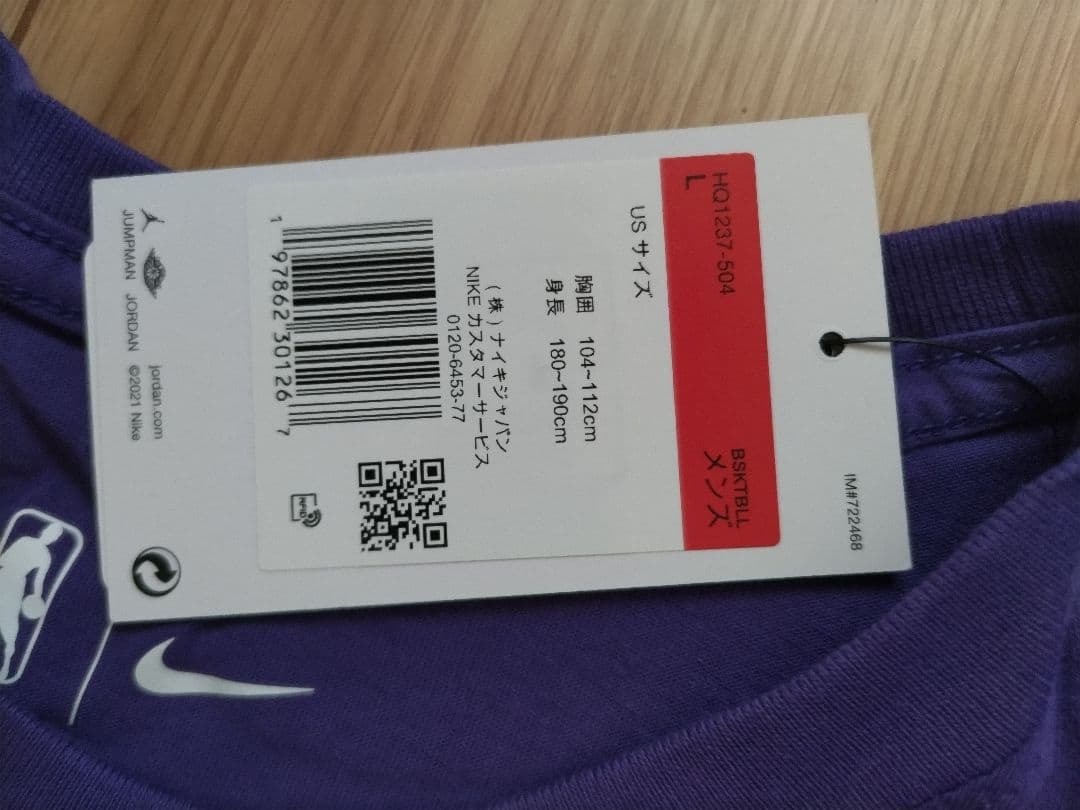 IM#722468
HQ1237-504
BSKTBLL
L
メンズ
US サイズ
胸囲 104~112cm
身長 180~190cm
(株)ナイキジャパン
NIKE カスタマーサービス
0120-6453-77
1 97862 30126 7
RFID
jordan.com
JUMPMAN JORDAN ©2021 Nike